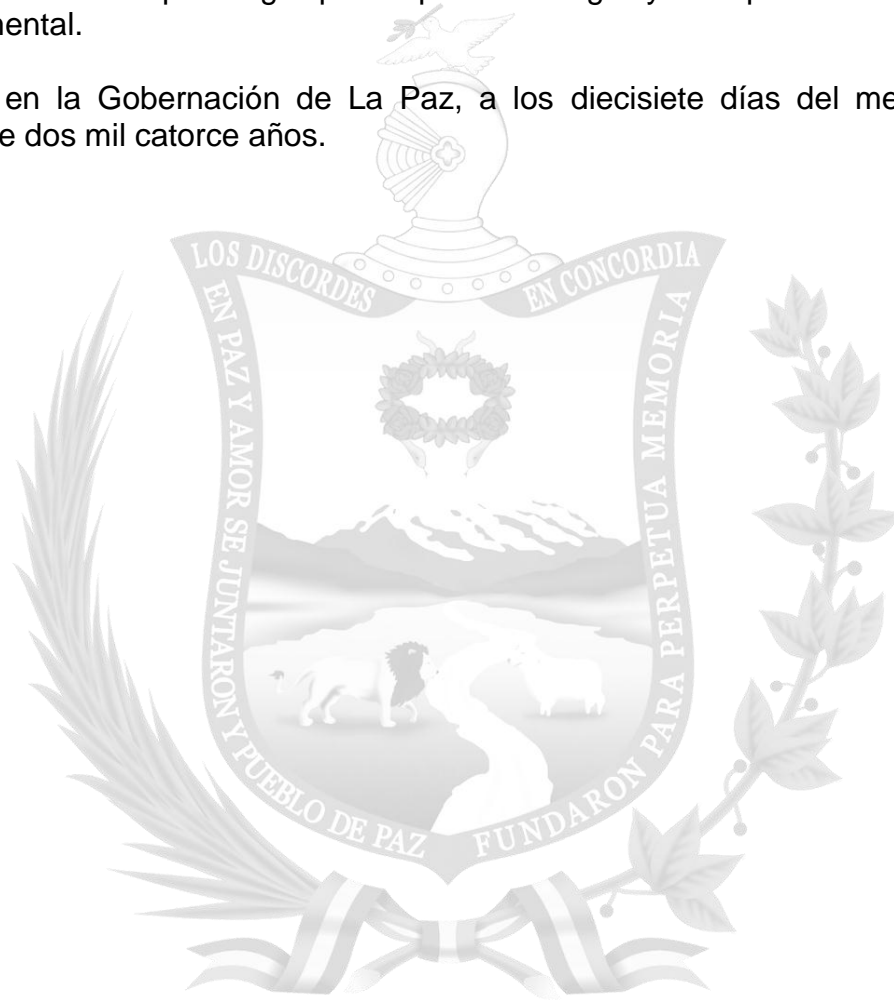 mental.
en la Gobernación de La Paz, a los diecisiete días del me
e dos mil catorce años.
LOS DISCORDES EN CONCORDIA
EN PAZ Y AMOR SE JUNTARON Y PUEBLO DE PAZ FUNDARON PARA PERPETUA MEMORIA